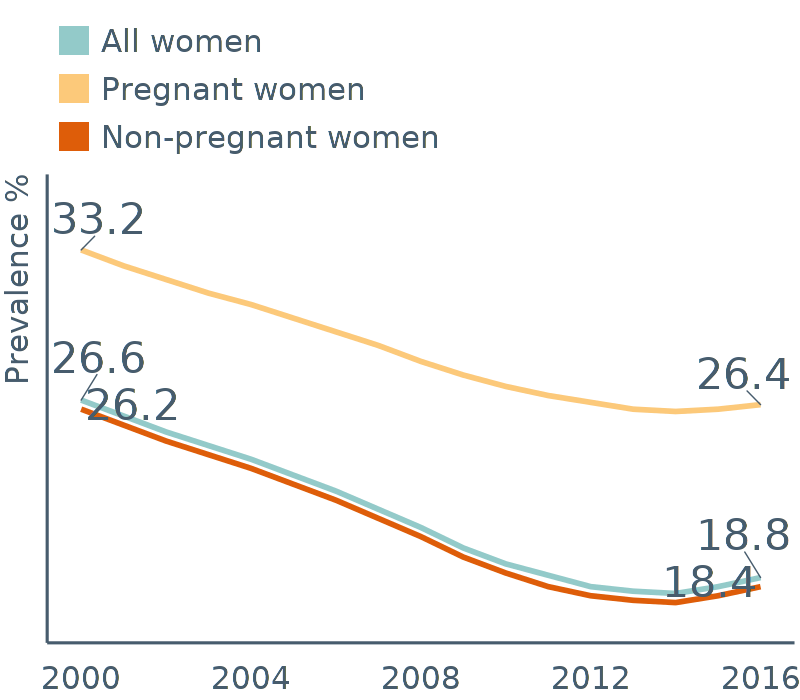 All women
Pregnant women
Non-pregnant women
Prevalence %
33.2
26.6
26.2
26.4
18.8
18.4
2000 2004 2008 2012 2016